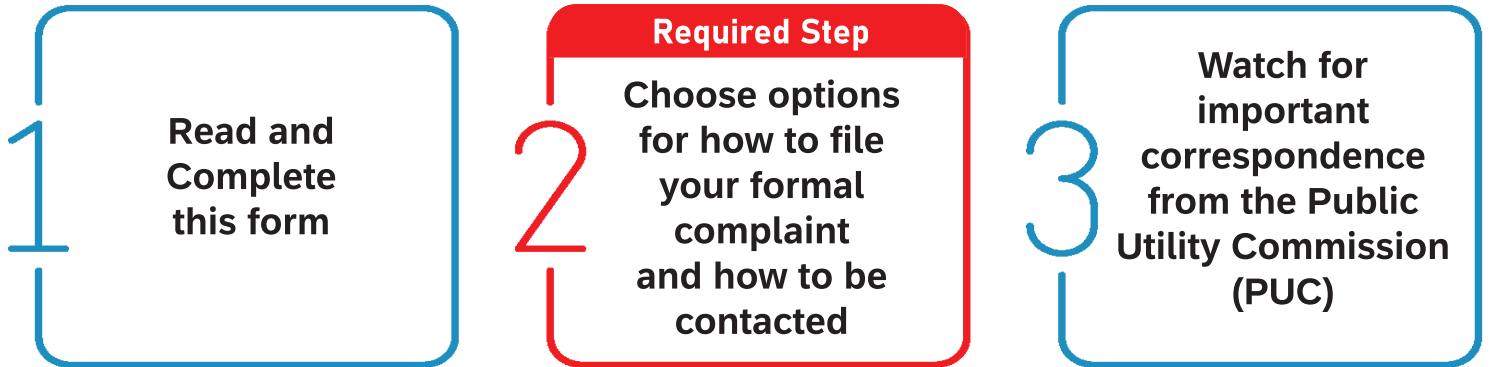 1
Read and
Complete
this form
Required Step
2
Choose options
for how to file
your formal
complaint
and how to be
contacted
3
Watch for
important
correspondence
from the Public
Utility Commission
(PUC)